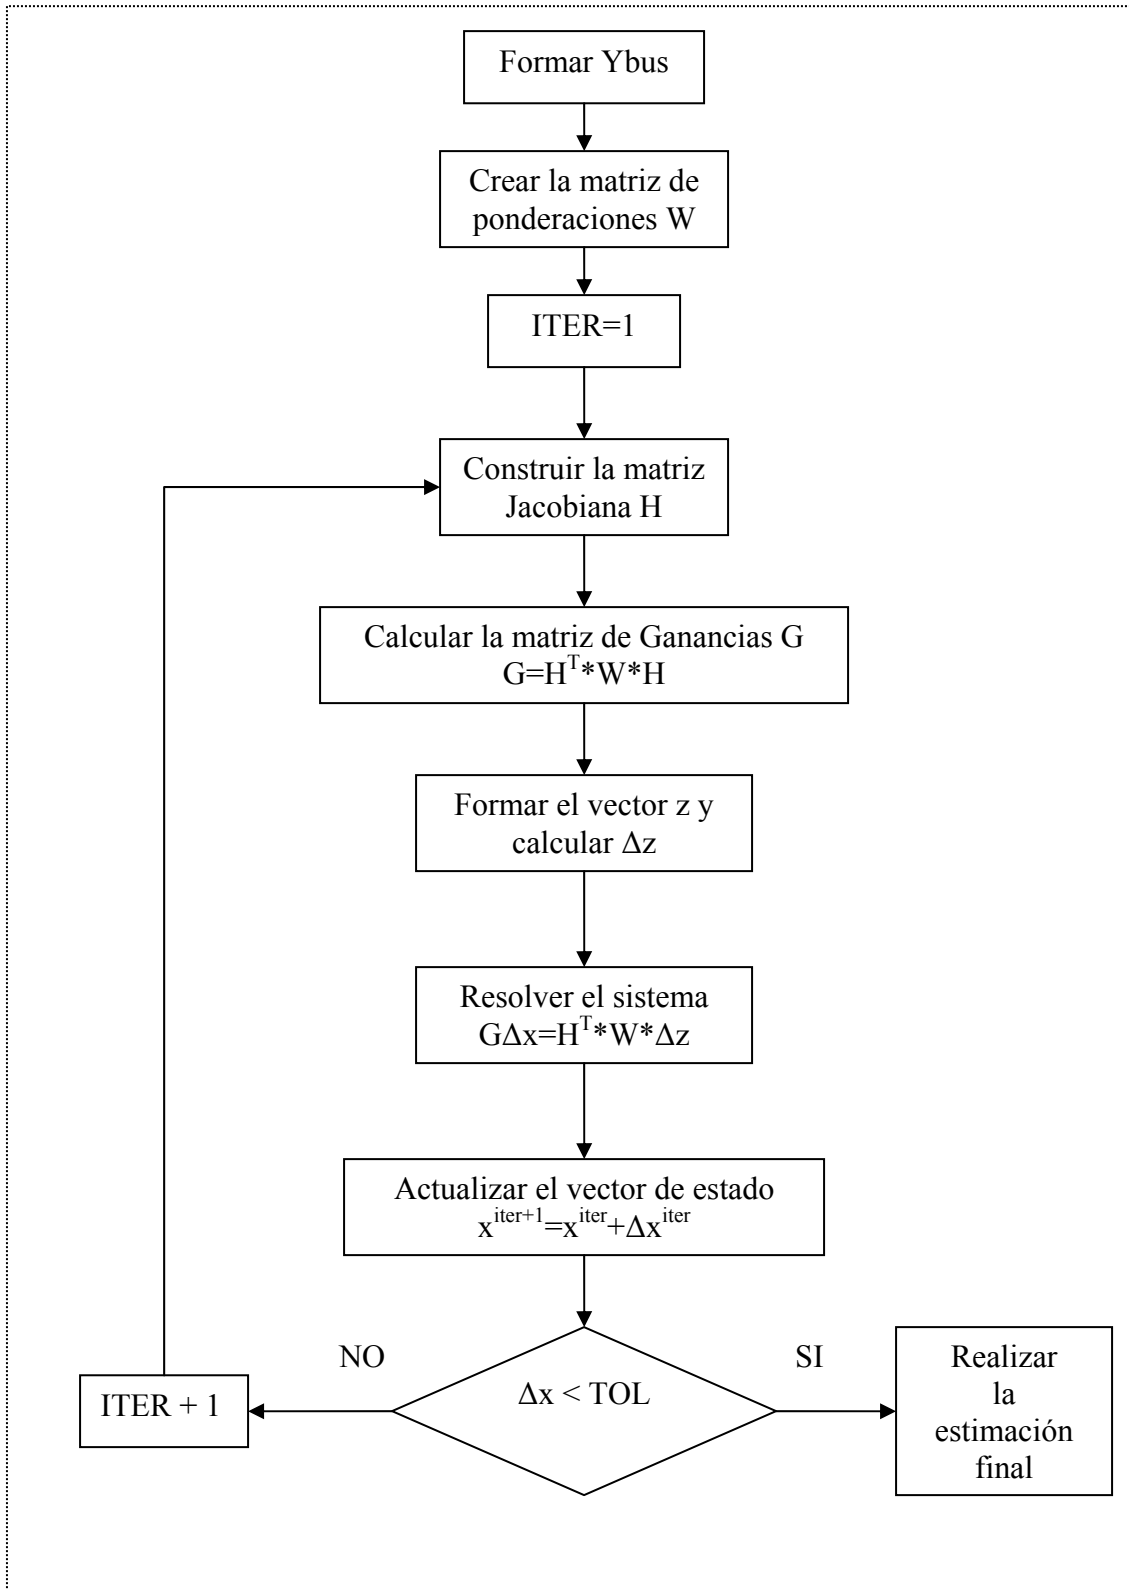 Formar Ybus
Crear la matriz de
ponderaciones W
ITER=1
Construir la matriz
Jacobiana H
Calcular la matriz de Ganancias G
G=H^T*W*H
Formar el vector z y
calcular Δz
Resolver el sistema
GΔx=H^T*W*Δz
Actualizar el vector de estado
x^iter+1=x^iter+Δx^iter
NO
SI
Δx < TOL
ITER + 1
Realizar
la
estimación
final